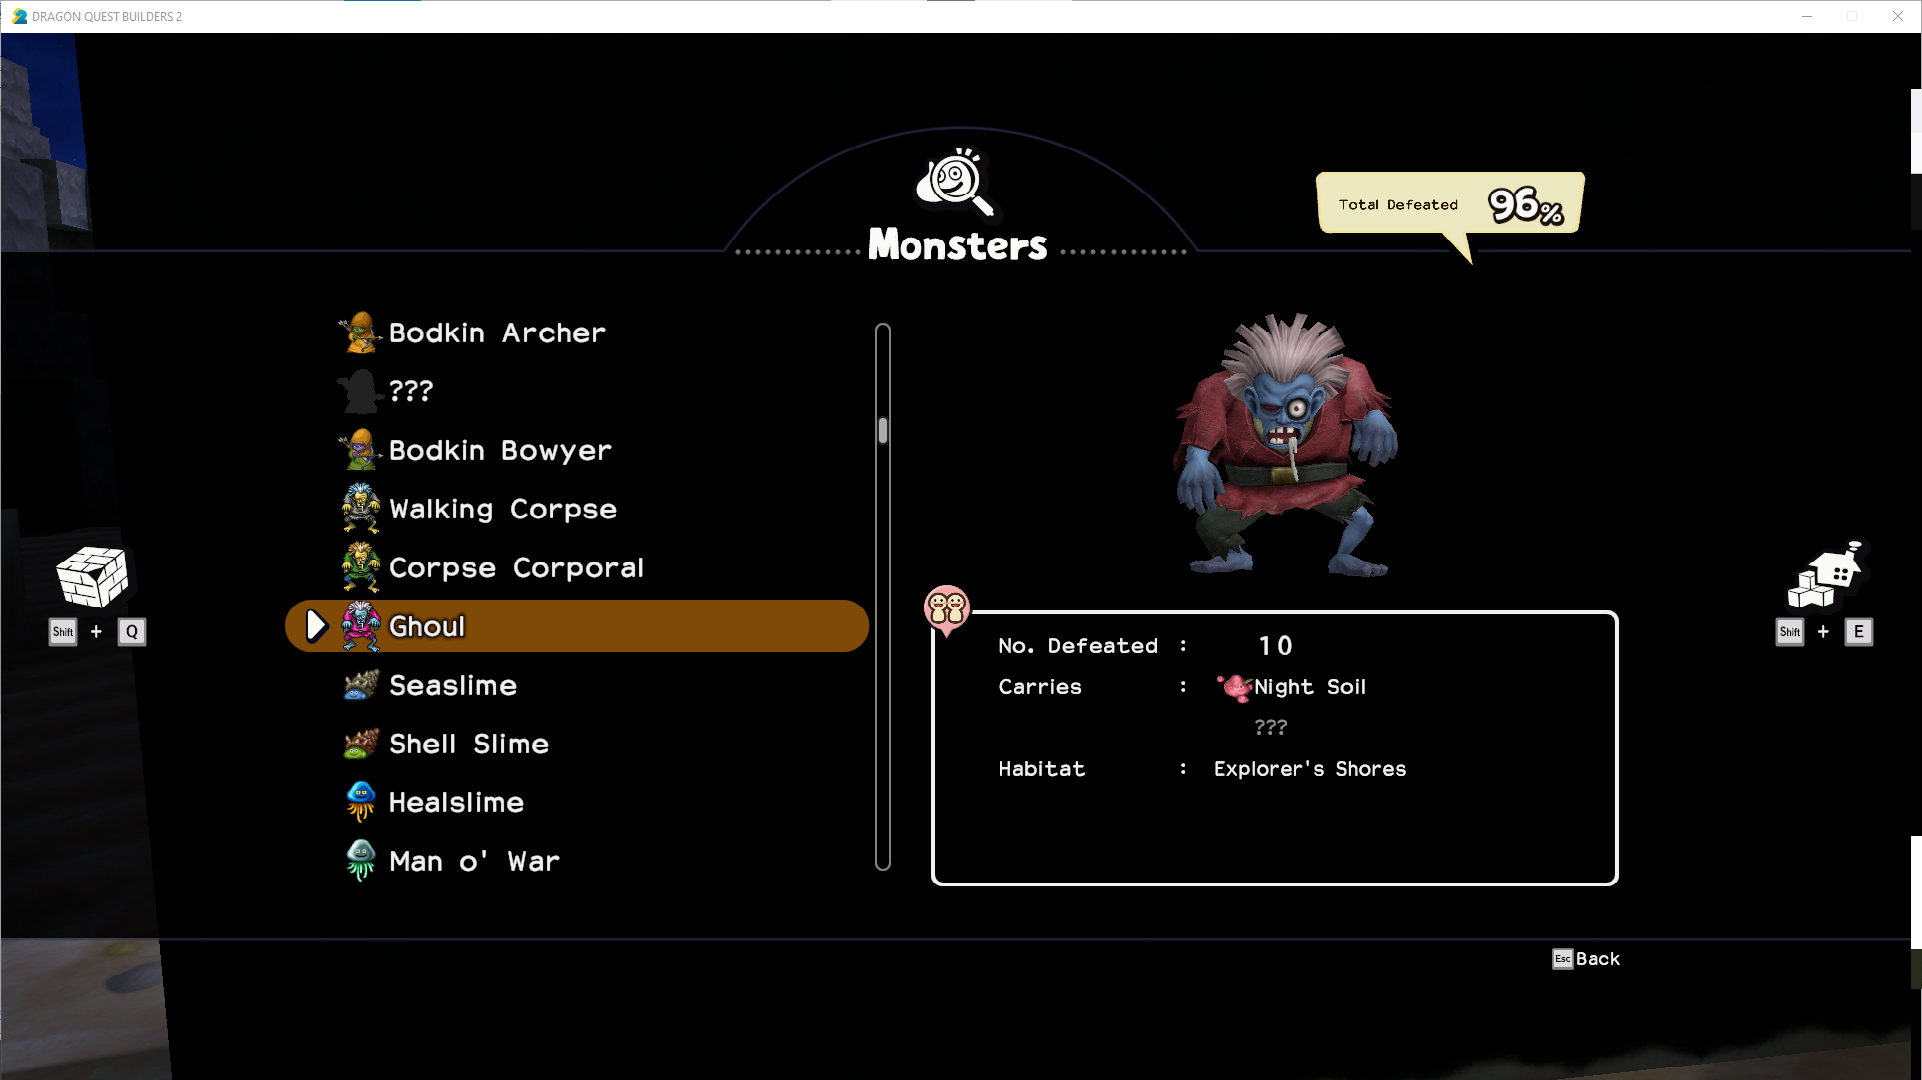 DRAGON QUEST BUILDERS 2
Total Defeated 96%
Monsters
Bodkin Archer
???
Bodkin Bowyer
Walking Corpse
Corpse Corporal
Ghoul
Seaslime
Shell Slime
Healslime
Man o' War
No. Defeated : 10
Carries : Night Soil
???
Habitat : Explorer's Shores
Shift + Q
Shift + E
Esc Back